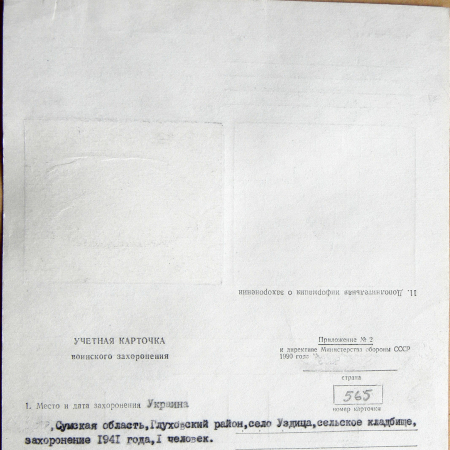 11. Дополнительная информация о захоронении
УЧЕТНАЯ КАРТОЧКА
воинского захоронения
Приложение № 2
к директиве Министерства обороны СССР
1990 года №
страна
565
номер карточки
1. Место и дата захоронения Украина
,Сумская область,Глуховский район,село Уздица,сельское кладбище,
захоронение 1941 года,I человек.